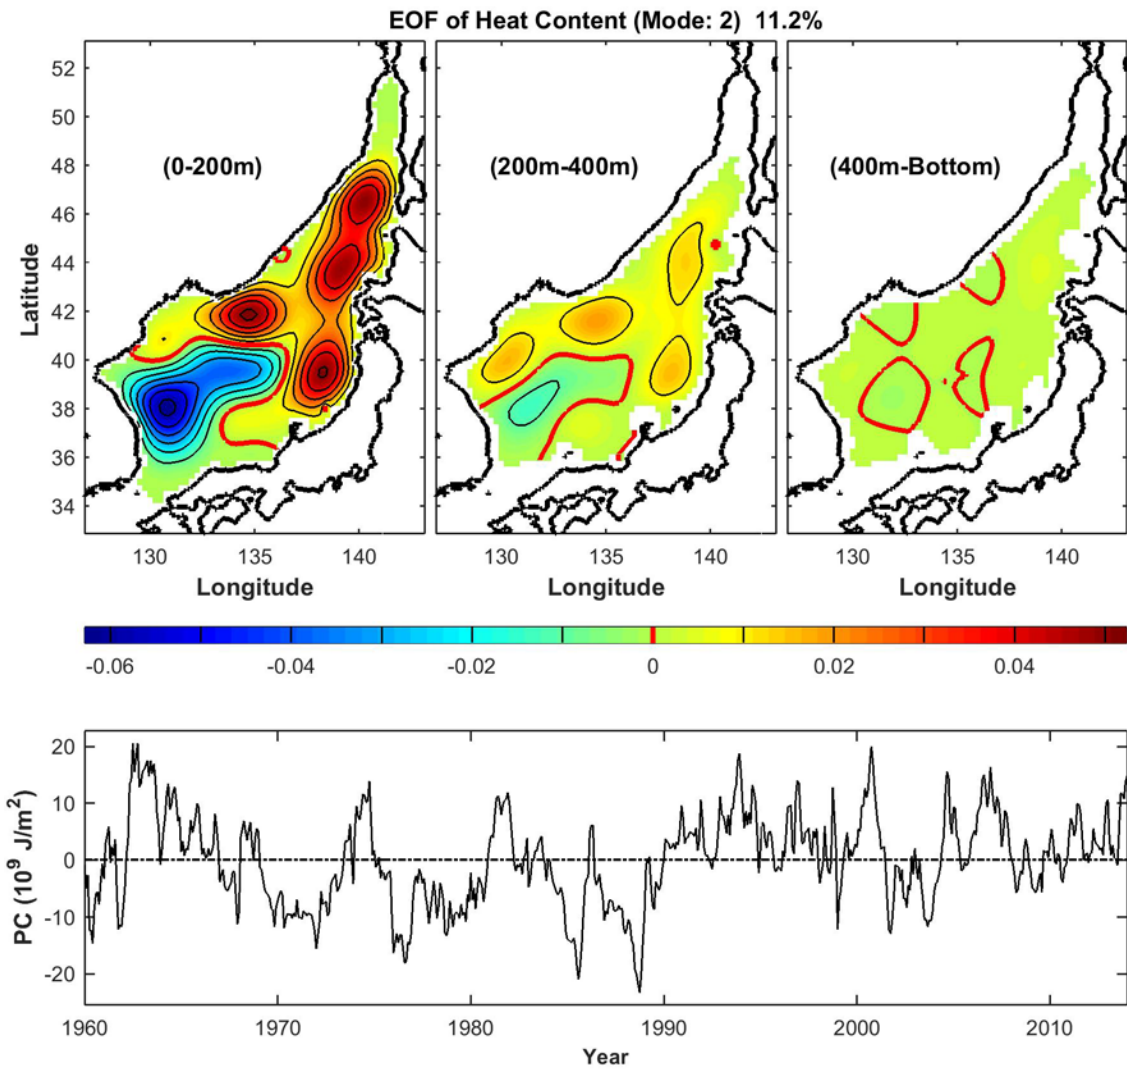 EOF of Heat Content (Mode: 2) 11.2%
52
50
48
46
44
42
40
38
36
34
Latitude
(0-200m)
(200m-400m)
(400m-Bottom)
130 135 140
130 135 140
130 135 140
Longitude
Longitude
Longitude
-0.06 -0.04 -0.02 0 0.02 0.04
20
10
0
-10
-20
PC (10^9 J/m^2)
1960 1970 1980 1990 2000 2010
Year